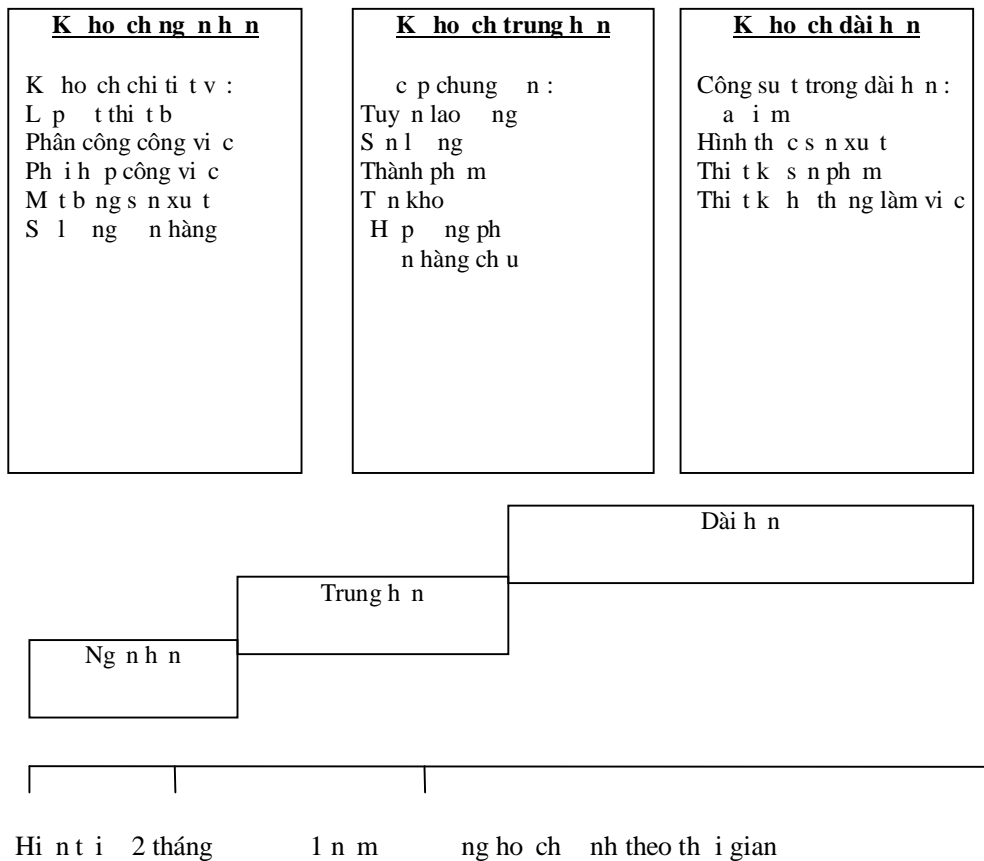 K ho ch ng n h n
K ho ch chi ti t v :
L p t thi t b
Phân công công vi c
Ph i h p công vi c
M t b ng s n xu t
S l ng n hàng
K ho ch trung h n
c p chung n :
Tuy n lao ng
S n l ng
Thành ph m
T n kho
H p ng ph
n hàng ch u
K ho ch dài h n
Công su t trong dài h n :
a i m
Hình th c s n xu t
Thi t k s n ph m
Thi t k h th ng làm vi c
Dài h n
Trung h n
Ng n h n
Hi n t i 2 tháng 1 n m ng ho ch nh theo th i gian